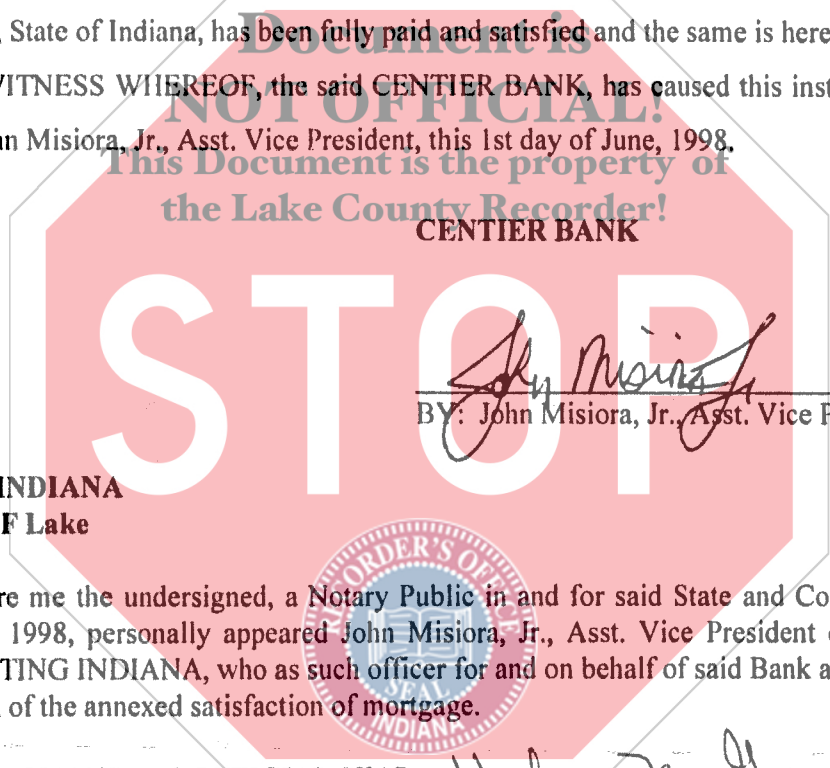 , State of Indiana, has been fully paid and satisfied and the same is here
Document is
WITNESS WHEREOF, the said CENTIER BANK, has caused this inst
NOT OFFICIAL!
n Misiora, Jr., Asst. Vice President, this 1st day of June, 1998.
This Document is the property of
the Lake County Recorder!
CENTIER BANK
STOP
John Misiora Jr
BY: John Misiora, Jr., Asst. Vice P
INDIANA
F Lake
RECORDER'S OFFICE
re me the undersigned, a Notary Public in and for said State and Co
1998, personally appeared John Misiora, Jr., Asst. Vice President
TING INDIANA, who as such officer for and on behalf of said Bank a
of the annexed satisfaction of mortgage.
SEAL
INDIANA